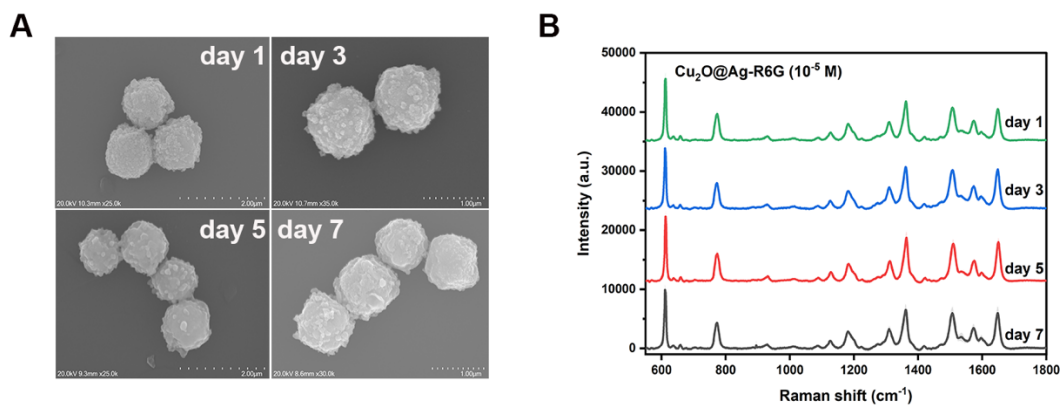 A
day 1
20.0kV 10.3mm x25.0k 2.00μm
day 3
20.0kV 10.7mm x35.0k 1.00μm
day 5
20.0kV 9.3mm x25.0k 2.00μm
day 7
20.0kV 8.6mm x30.0k 1.00μm
B
50000
40000
30000
20000
10000
0
Intensity (a.u.)
Cu₂O@Ag-R6G (10⁻⁵ M)
day 1
day 3
day 5
day 7
600 800 1000 1200 1400 1600 1800
Raman shift (cm⁻¹)